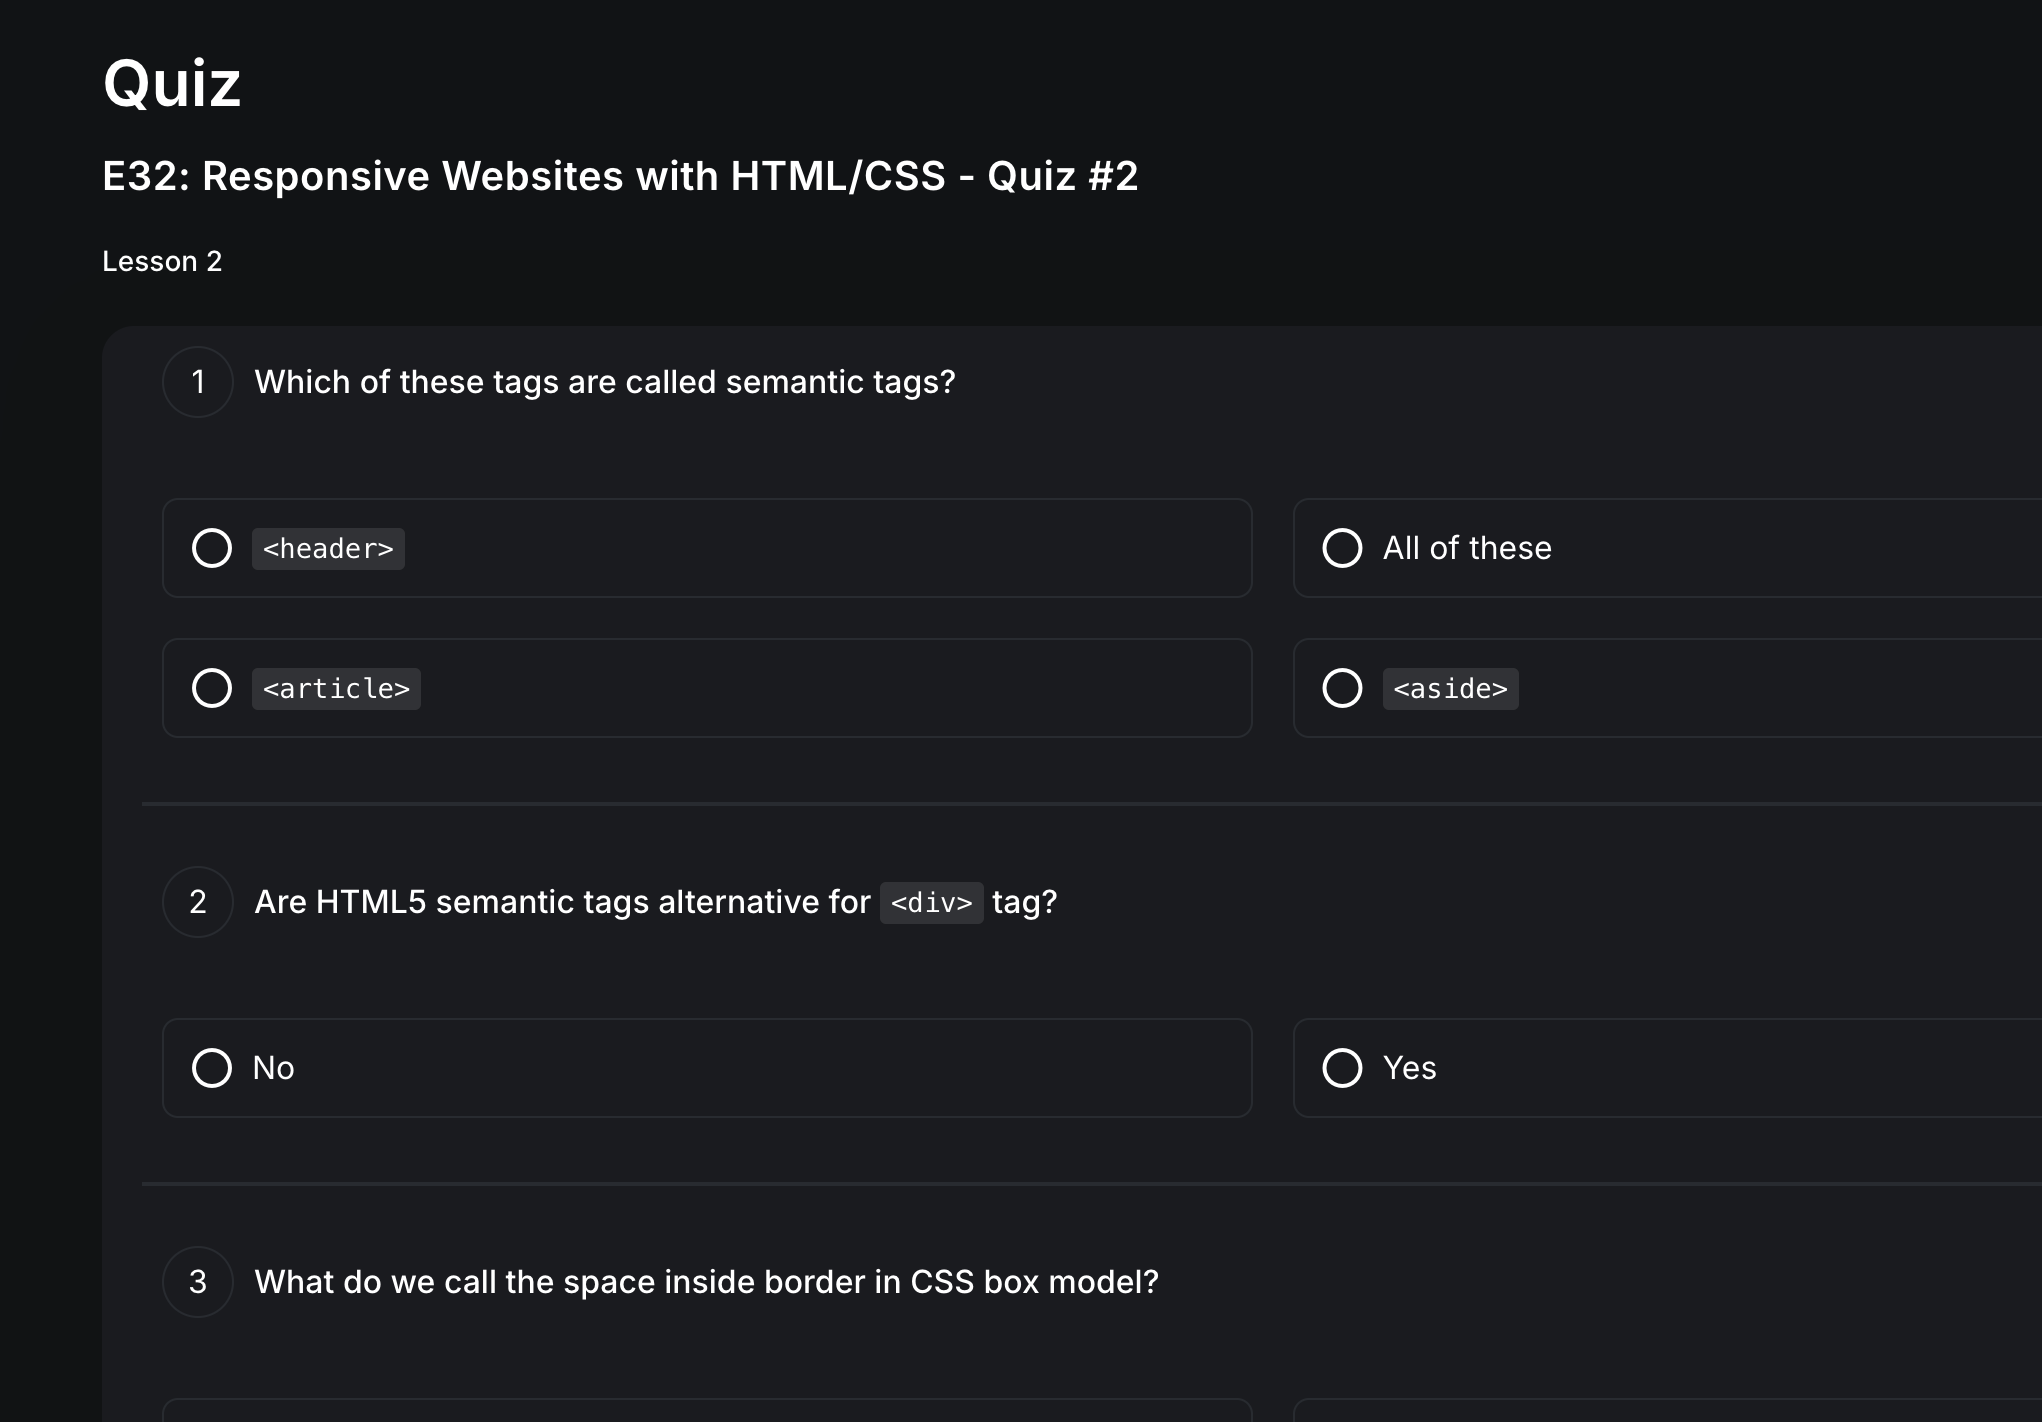 Quiz
E32: Responsive Websites with HTML/CSS - Quiz #2
Lesson 2
1 Which of these tags are called semantic tags?
<header>
All of these
<article>
<aside>
2 Are HTML5 semantic tags alternative for <div> tag?
No
Yes
3 What do we call the space inside border in CSS box model?